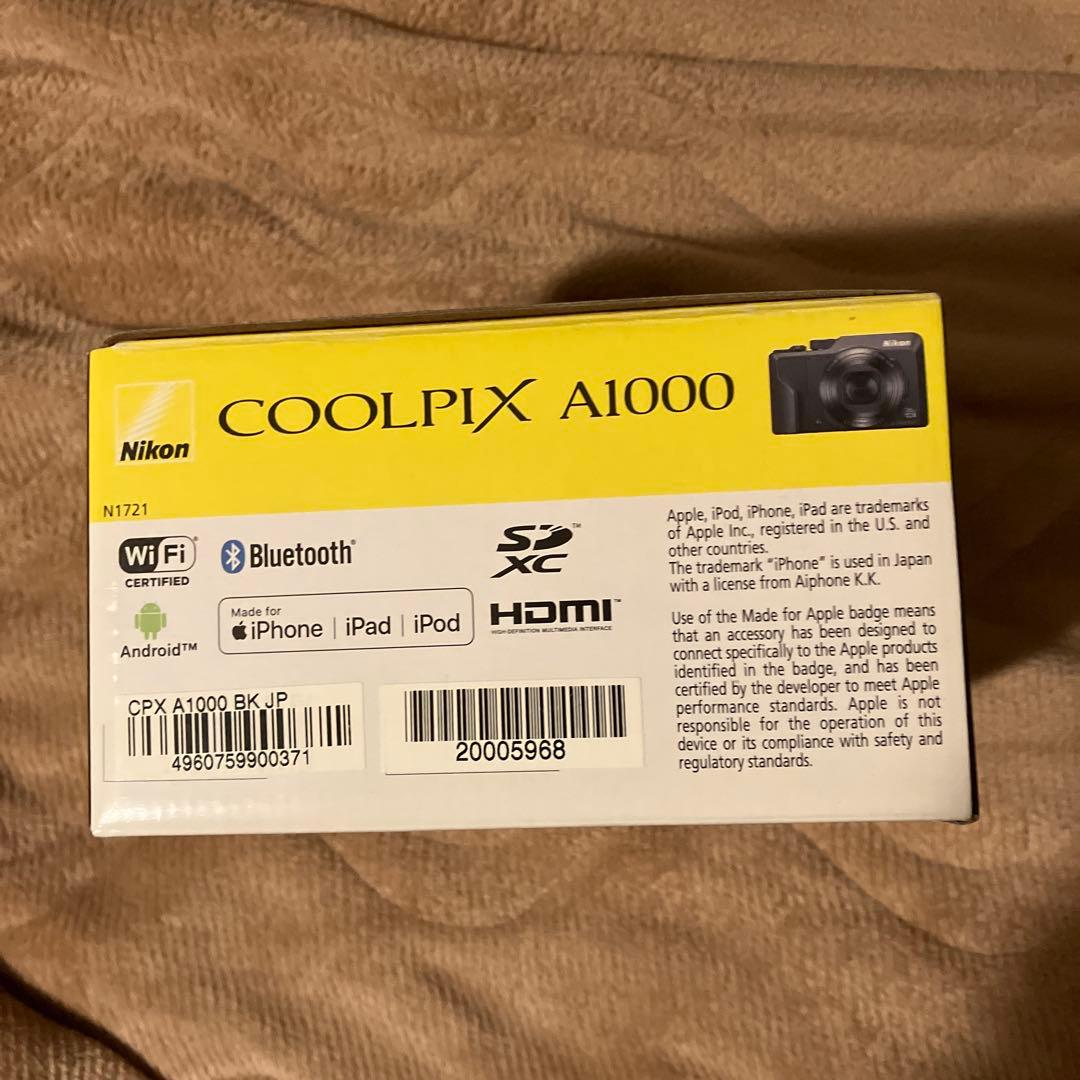 Nikon
COOLPIX A1000
Nikon
N1721
Wi Fi
CERTIFIED
Bluetooth®
SD™
XC
Android™
Made for
iPhone | iPad | iPod
HDMI™
HIGH-DEFINITION MULTIMEDIA INTERFACE
CPX A1000 BK JP
4960759900371
20005968
Apple, iPod, iPhone, iPad are trademarks
of Apple Inc., registered in the U.S. and
other countries.
The trademark "iPhone" is used in Japan
with a license from Aiphone K.K.
Use of the Made for Apple badge means
that an accessory has been designed to
connect specifically to the Apple products
identified in the badge, and has been
certified by the developer to meet Apple
performance standards. Apple is not
responsible for the operation of this
device or its compliance with safety and
regulatory standards.